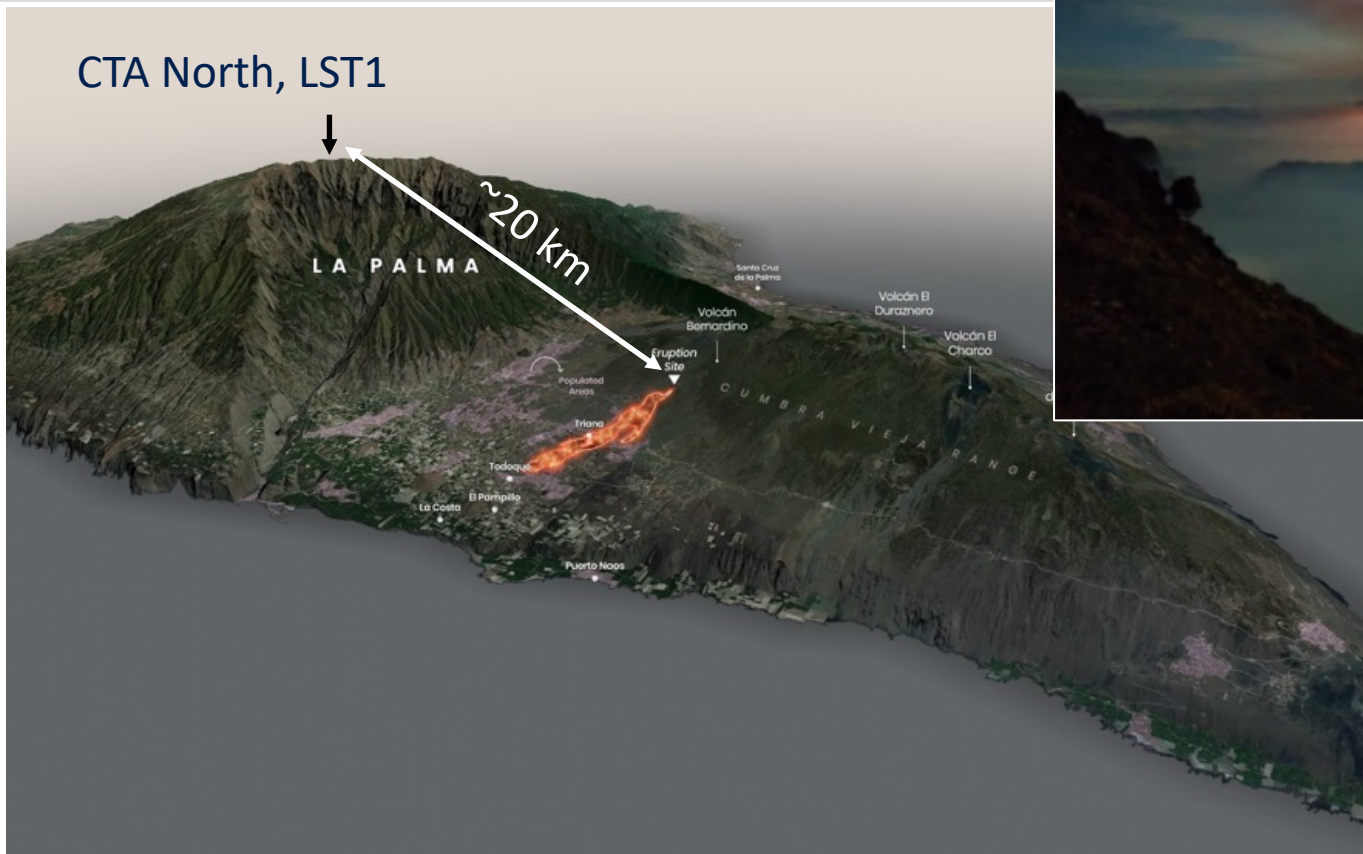 CTA North, LST1
~20 km
LA PALMA
Santa Cruz
de la Palma
Volcán El
Duraznero
Volcán
Bernardino
Volcán El
Charco
Eruption
Site
Populated
Areas
CUMBRA VIEJA RANGE
Triana
Todoque
El Pampillo
La Costa
Puerto Naos